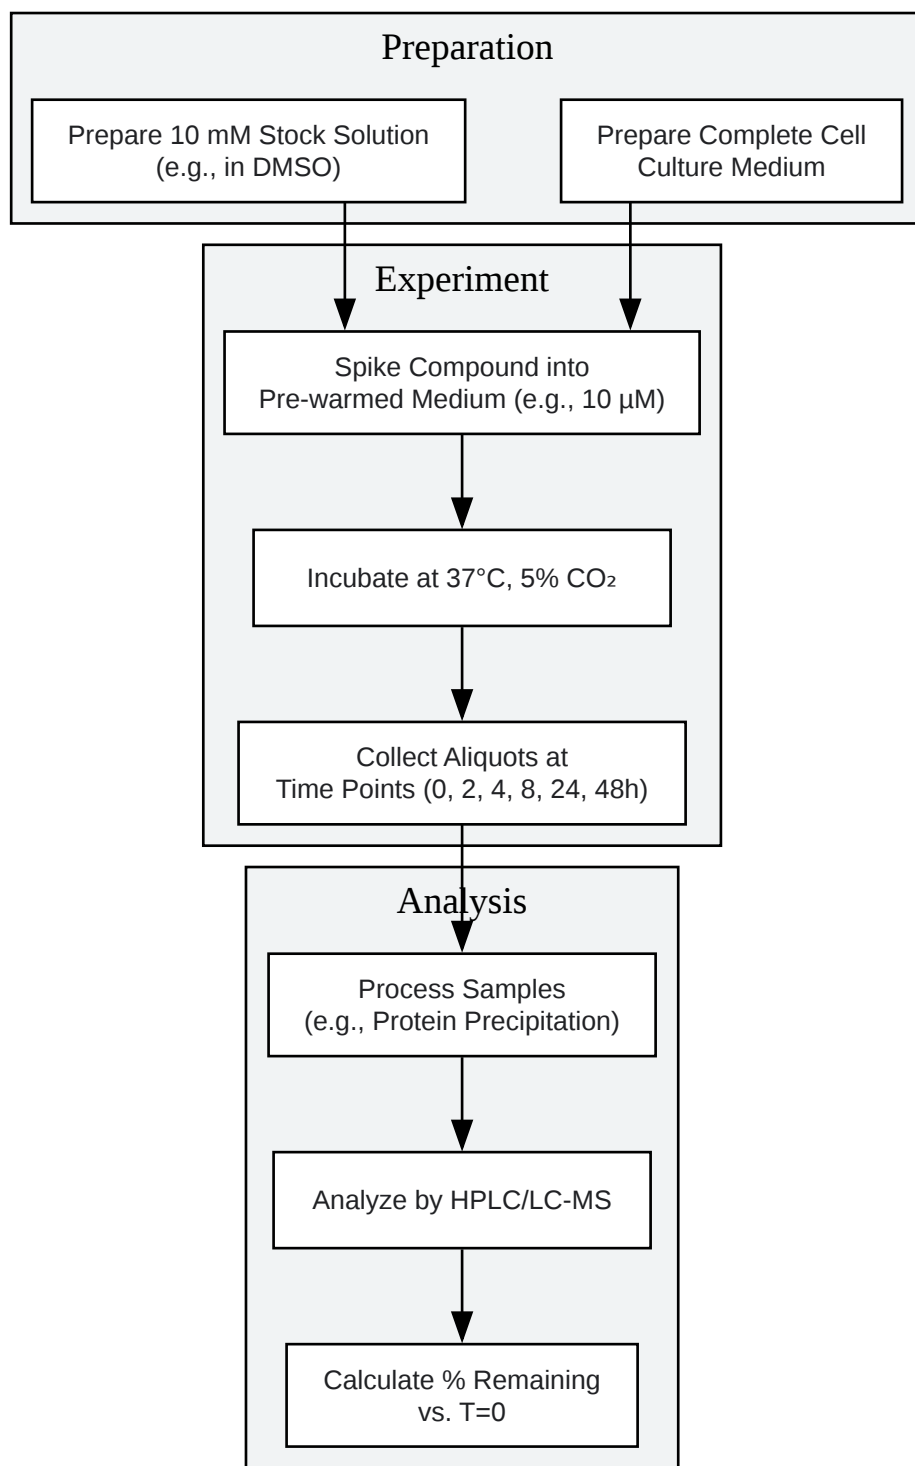 Preparation
Prepare 10 mM Stock Solution
(e.g., in DMSO)
Prepare Complete Cell
Culture Medium
Experiment
Spike Compound into
Pre-warmed Medium (e.g., 10 µM)
Incubate at 37°C, 5% CO₂
Collect Aliquots at
Time Points (0, 2, 4, 8, 24, 48h)
Analysis
Process Samples
(e.g., Protein Precipitation)
Analyze by HPLC/LC-MS
Calculate % Remaining
vs. T=0